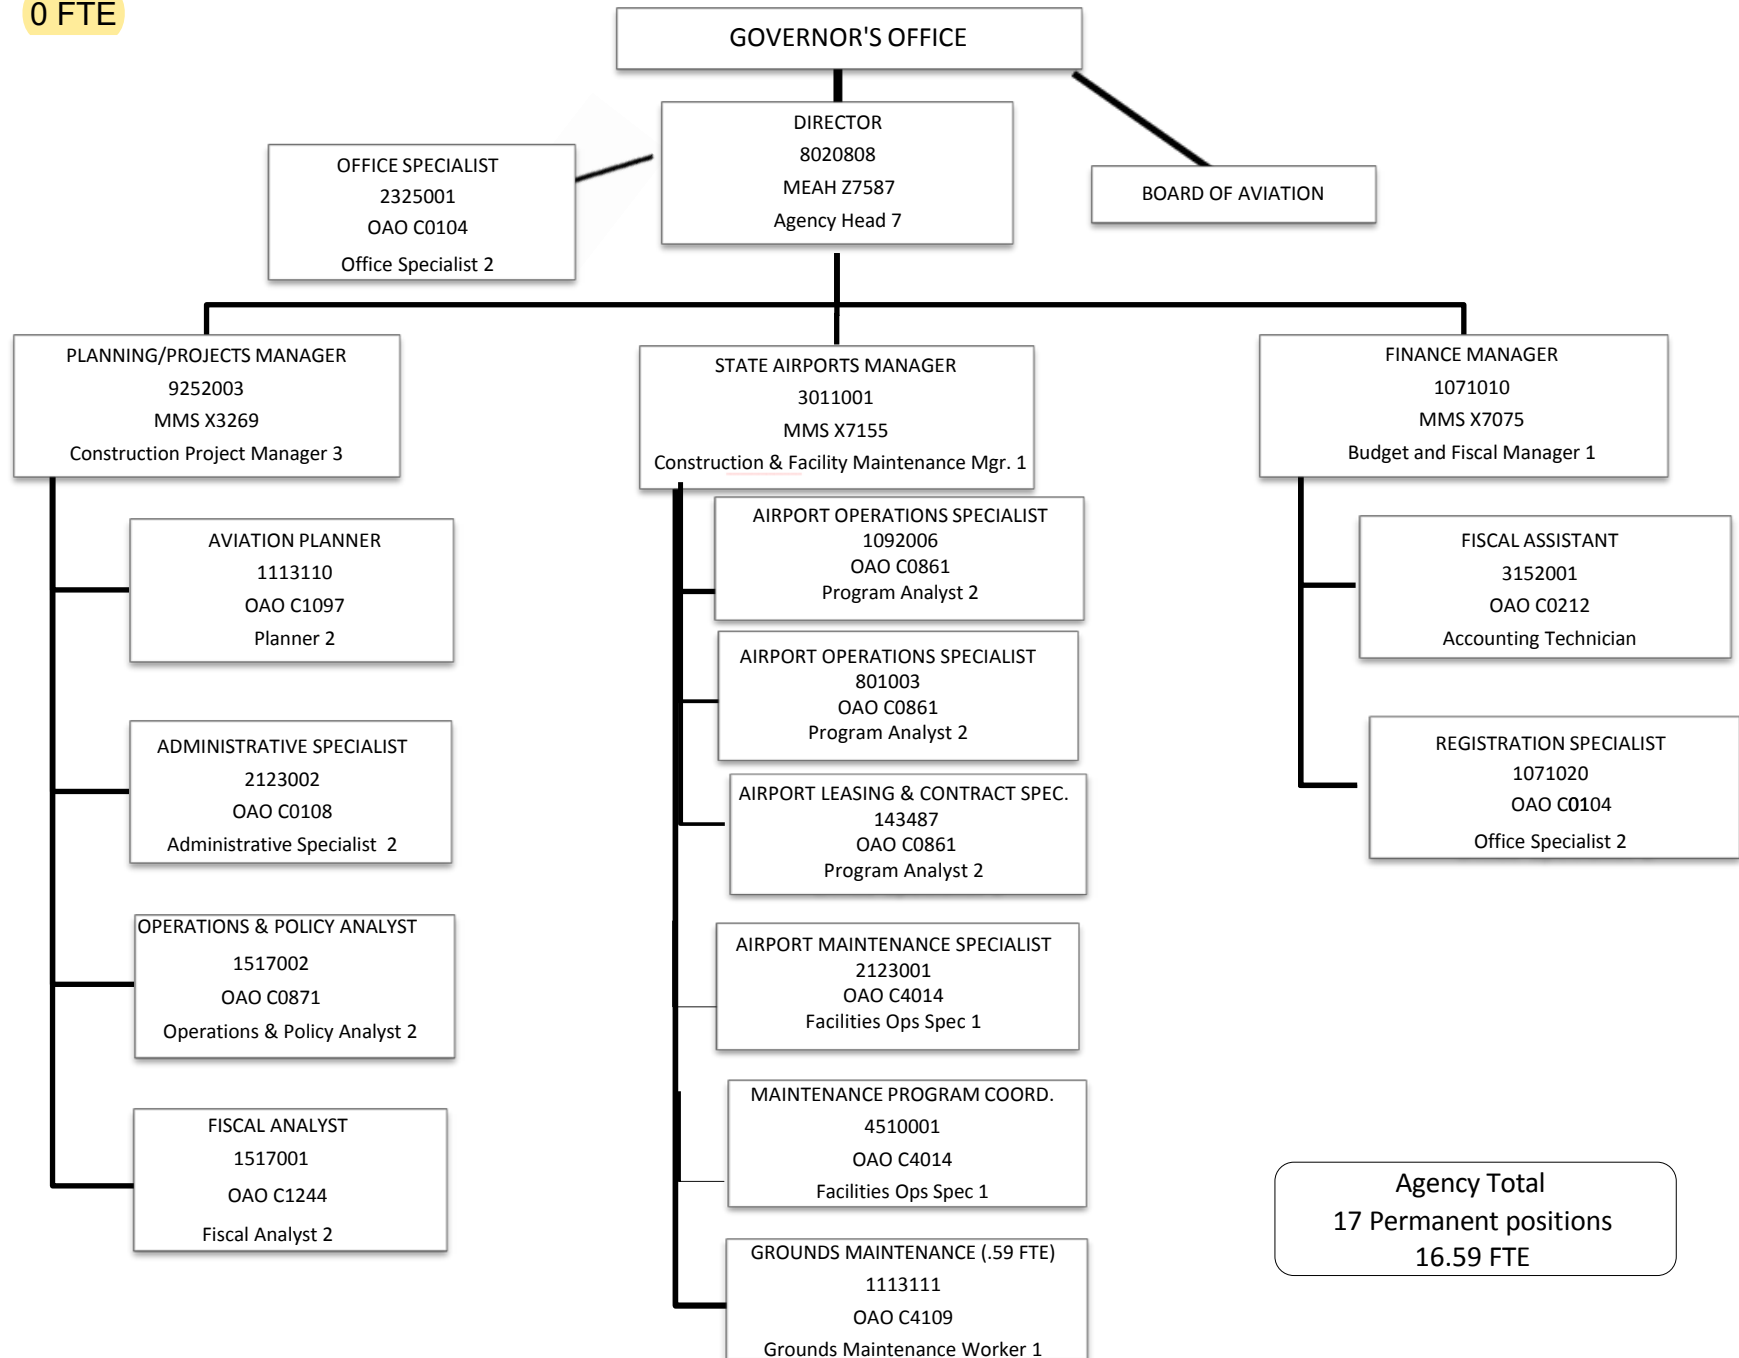 0 FTE
GOVERNOR'S OFFICE
DIRECTOR
8020808
MEAH Z7587
Agency Head 7
OFFICE SPECIALIST
2325001
OAO C0104
Office Specialist 2
BOARD OF AVIATION
PLANNING/PROJECTS MANAGER
9252003
MMS X3269
Construction Project Manager 3
AVIATION PLANNER
1113110
OAO C1097
Planner 2
ADMINISTRATIVE SPECIALIST
2123002
OAO C0108
Administrative Specialist 2
OPERATIONS & POLICY ANALYST
1517002
OAO C0871
Operations & Policy Analyst 2
FISCAL ANALYST
1517001
OAO C1244
Fiscal Analyst 2
STATE AIRPORTS MANAGER
3011001
MMS X7155
Construction & Facility Maintenance Mgr. 1
AIRPORT OPERATIONS SPECIALIST
1092006
OAO C0861
Program Analyst 2
AIRPORT OPERATIONS SPECIALIST
801003
OAO C0861
Program Analyst 2
AIRPORT LEASING & CONTRACT SPEC.
143487
OAO C0861
Program Analyst 2
AIRPORT MAINTENANCE SPECIALIST
2123001
OAO C4014
Facilities Ops Spec 1
MAINTENANCE PROGRAM COORD.
4510001
OAO C4014
Facilities Ops Spec 1
GROUNDS MAINTENANCE (.59 FTE)
1113111
OAO C4109
Grounds Maintenance Worker 1
FINANCE MANAGER
1071010
MMS X7075
Budget and Fiscal Manager 1
FISCAL ASSISTANT
3152001
OAO C0212
Accounting Technician
REGISTRATION SPECIALIST
1071020
OAO C0104
Office Specialist 2
Agency Total
17 Permanent positions
16.59 FTE